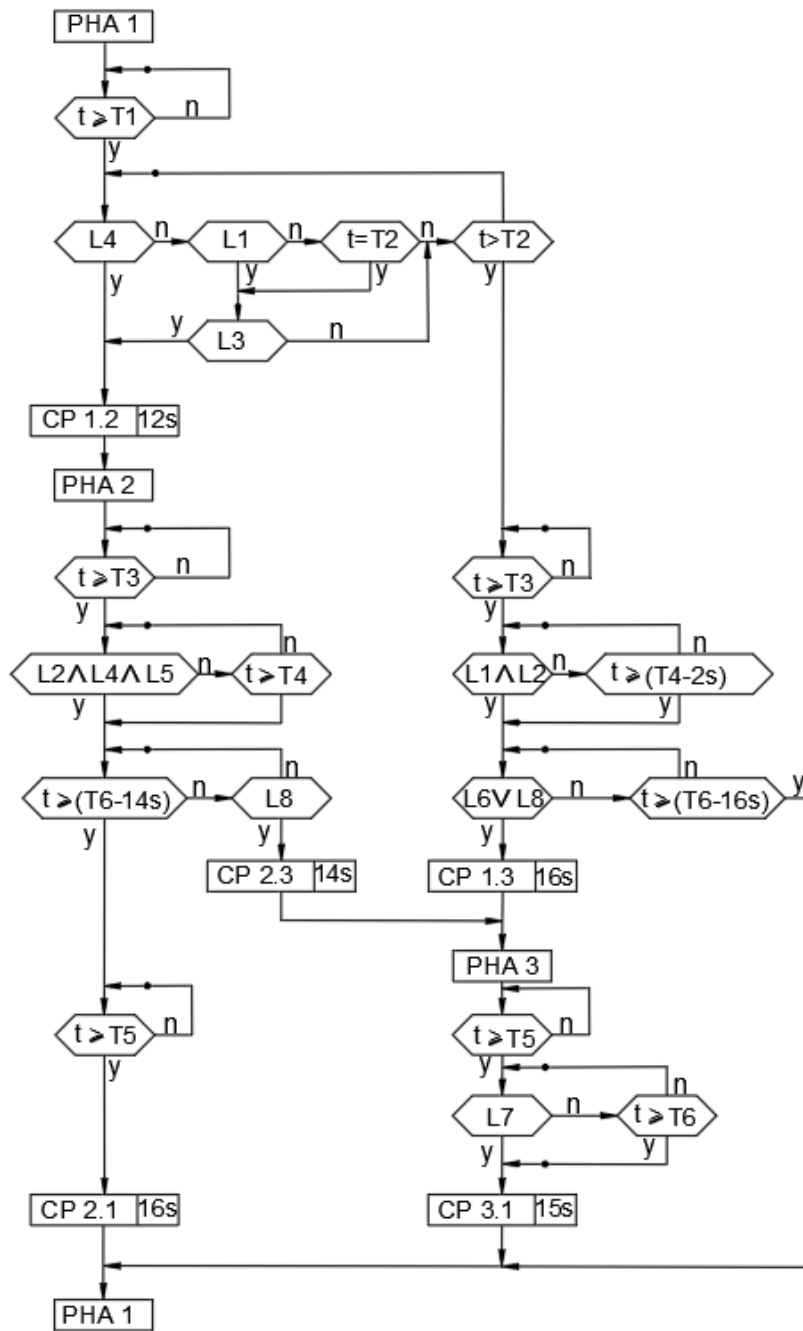 PHA 1
t ⩾ T1 n
y
L4 n L1 n t=T2 n t>T2
y y y y
y L3 n
CP 1.2 12s
PHA 2
t ⩾ T3 n t ⩾ T3 n
y y
n n
L2 ∧ L4 ∧ L5 n t ⩾ T4 L1 ∧ L2 n t ⩾ (T4-2s)
y y y
n n
t ⩾ (T6-14s) n L8 L6 V L8 n t ⩾ (T6-16s) y
y y y
CP 2.3 14s CP 1.3 16s
PHA 3
t ⩾ T5 n t ⩾ T5 n
y y
n
L7 n t ⩾ T6
y y
CP 2.1 16s CP 3.1 15s
PHA 1